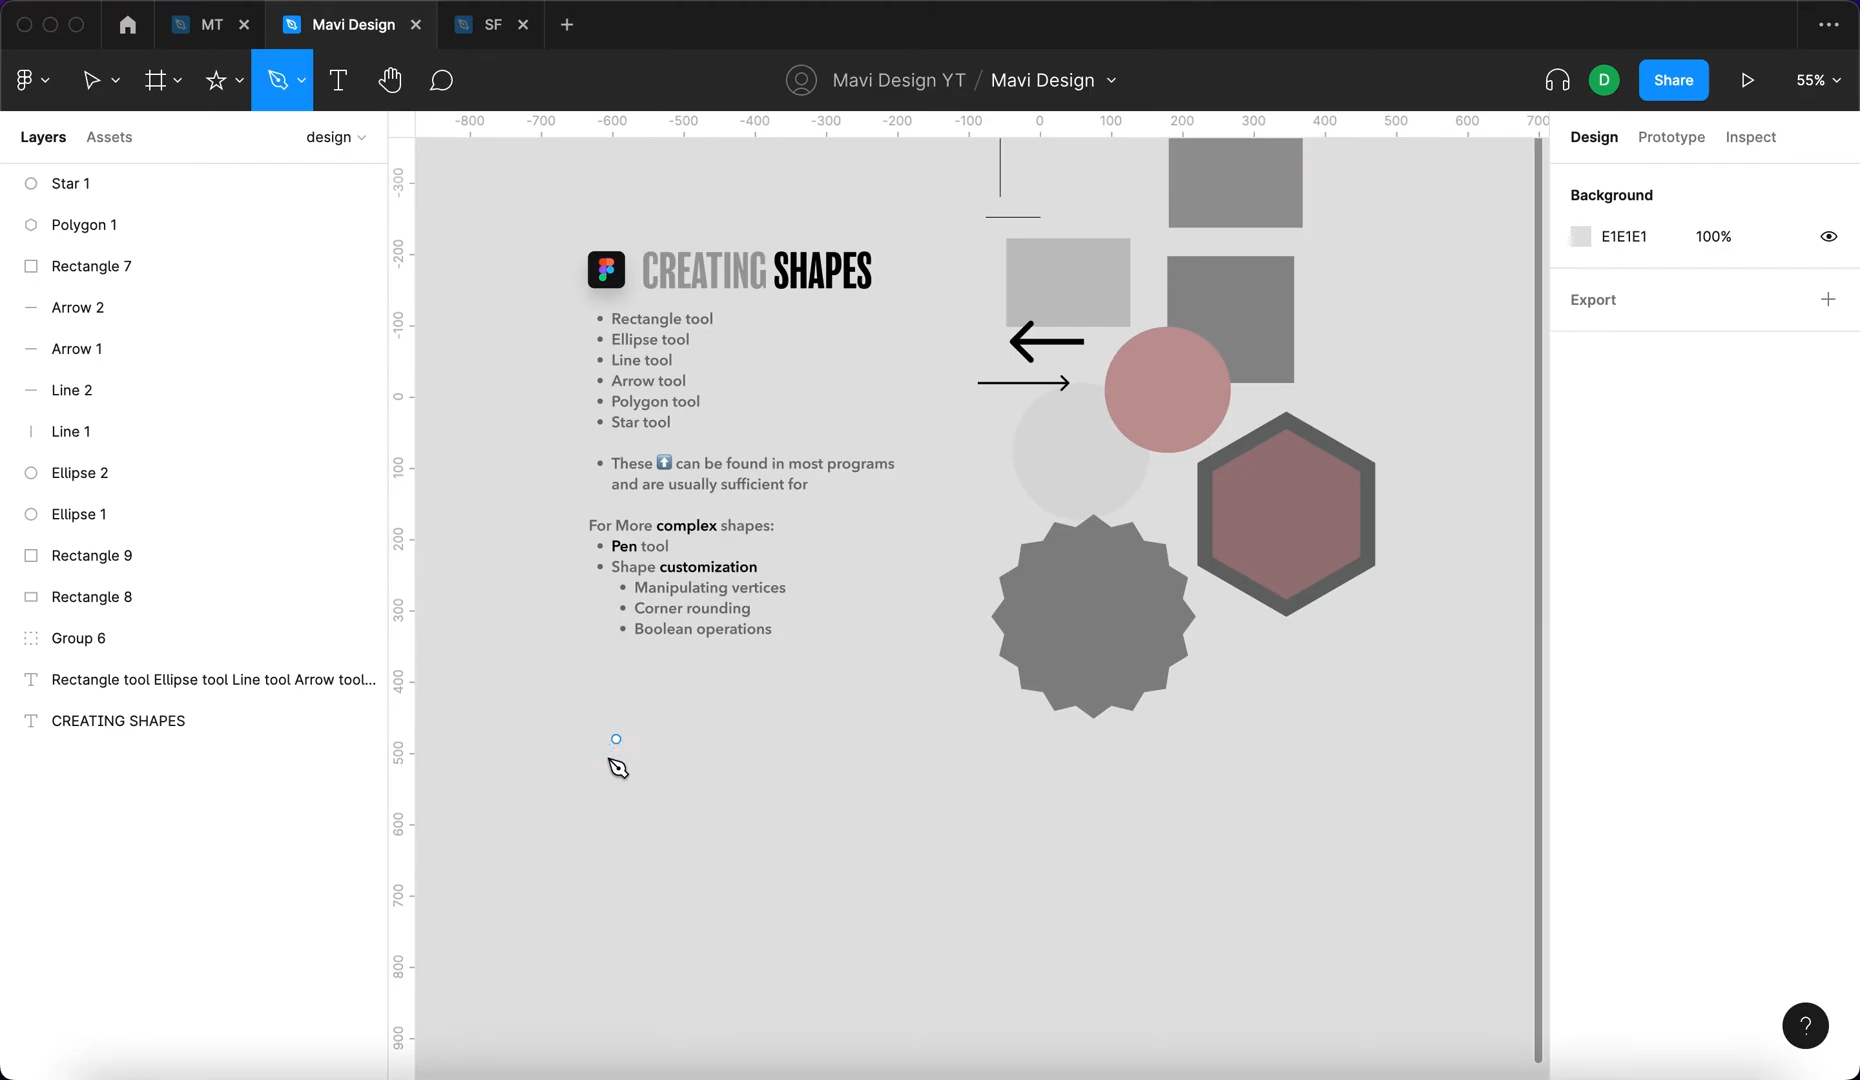 MT
Mavi Design
SF
Mavi Design YT / Mavi Design
D
Share
55%
Layers
Assets
design
-800 -700 -600 -500 -400 -300 -200 -100 0 100 200 300 400 500 600 700
Design
Prototype
Inspect
Star 1
Polygon 1
Rectangle 7
Arrow 2
Arrow 1
Line 2
Line 1
Ellipse 2
Ellipse 1
Rectangle 9
Rectangle 8
Group 6
Rectangle tool Ellipse tool Line tool Arrow tool...
CREATING SHAPES
-300
-200
-100
0
100
200
300
400
500
600
700
800
900
CREATING SHAPES
• Rectangle tool
• Ellipse tool
• Line tool
• Arrow tool
• Polygon tool
• Star tool
• These ⬆️ can be found in most programs
and are usually sufficient for
For More complex shapes:
• Pen tool
• Shape customization
• Manipulating vertices
• Corner rounding
• Boolean operations
Background
E1E1E1 100%
Export
?